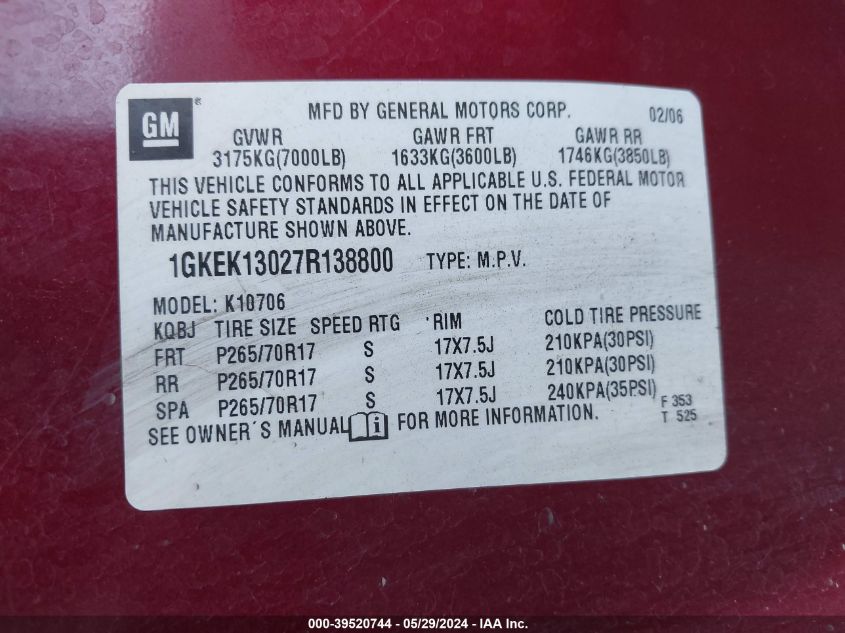 GM ® MFD BY GENERAL MOTORS CORP. 02/06
GVWR GAWR FRT GAWR RR
3175KG(7000LB) 1633KG(3600LB) 1746KG(3850LB)
THIS VEHICLE CONFORMS TO ALL APPLICABLE U.S. FEDERAL MOTOR
VEHICLE SAFETY STANDARDS IN EFFECT ON THE DATE OF
MANUFACTURE SHOWN ABOVE.
1GKEK13027R138800 TYPE: M.P.V.
MODEL: K10706
KQBJ TIRE SIZE SPEED RTG RIM COLD TIRE PRESSURE
FRT P265/70R17 S 17X7.5J 210KPA(30PSI)
RR P265/70R17 S 17X7.5J 210KPA(30PSI)
SPA P265/70R17 S 17X7.5J 240KPA(35PSI)
SEE OWNER´S MANUAL i FOR MORE INFORMATION.
F 353
T 525
000-39520744 - 05/29/2024 - IAA Inc.